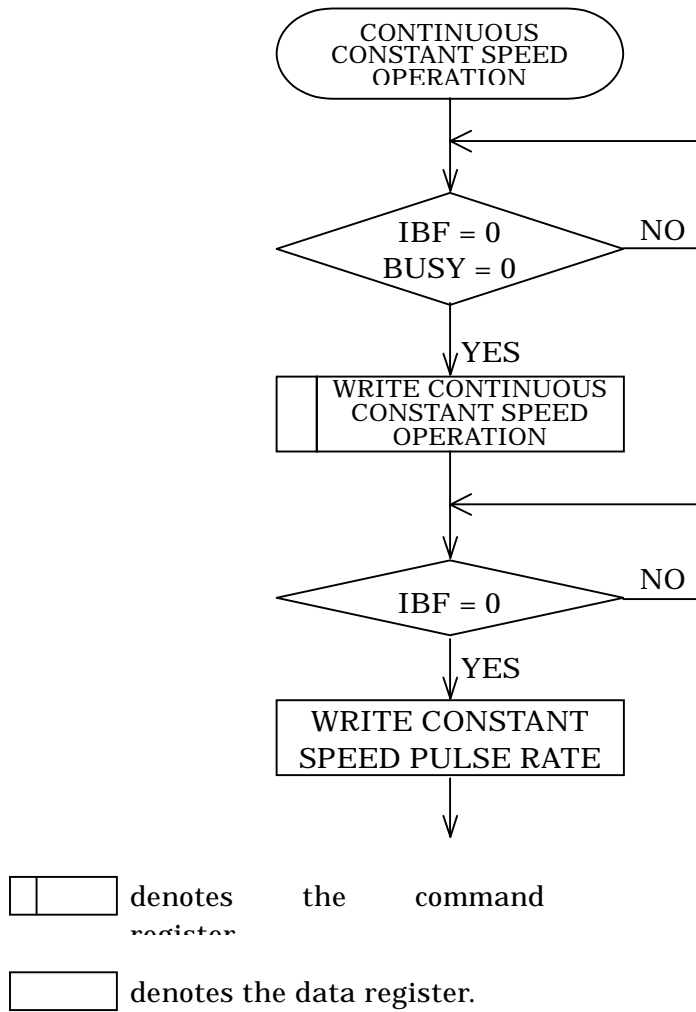 CONTINUOUS
CONSTANT SPEED
OPERATION
IBF = 0
BUSY = 0
NO
YES
WRITE CONTINUOUS
CONSTANT SPEED
OPERATION
IBF = 0
NO
YES
WRITE CONSTANT
SPEED PULSE RATE
denotes the command
register
denotes the data register.